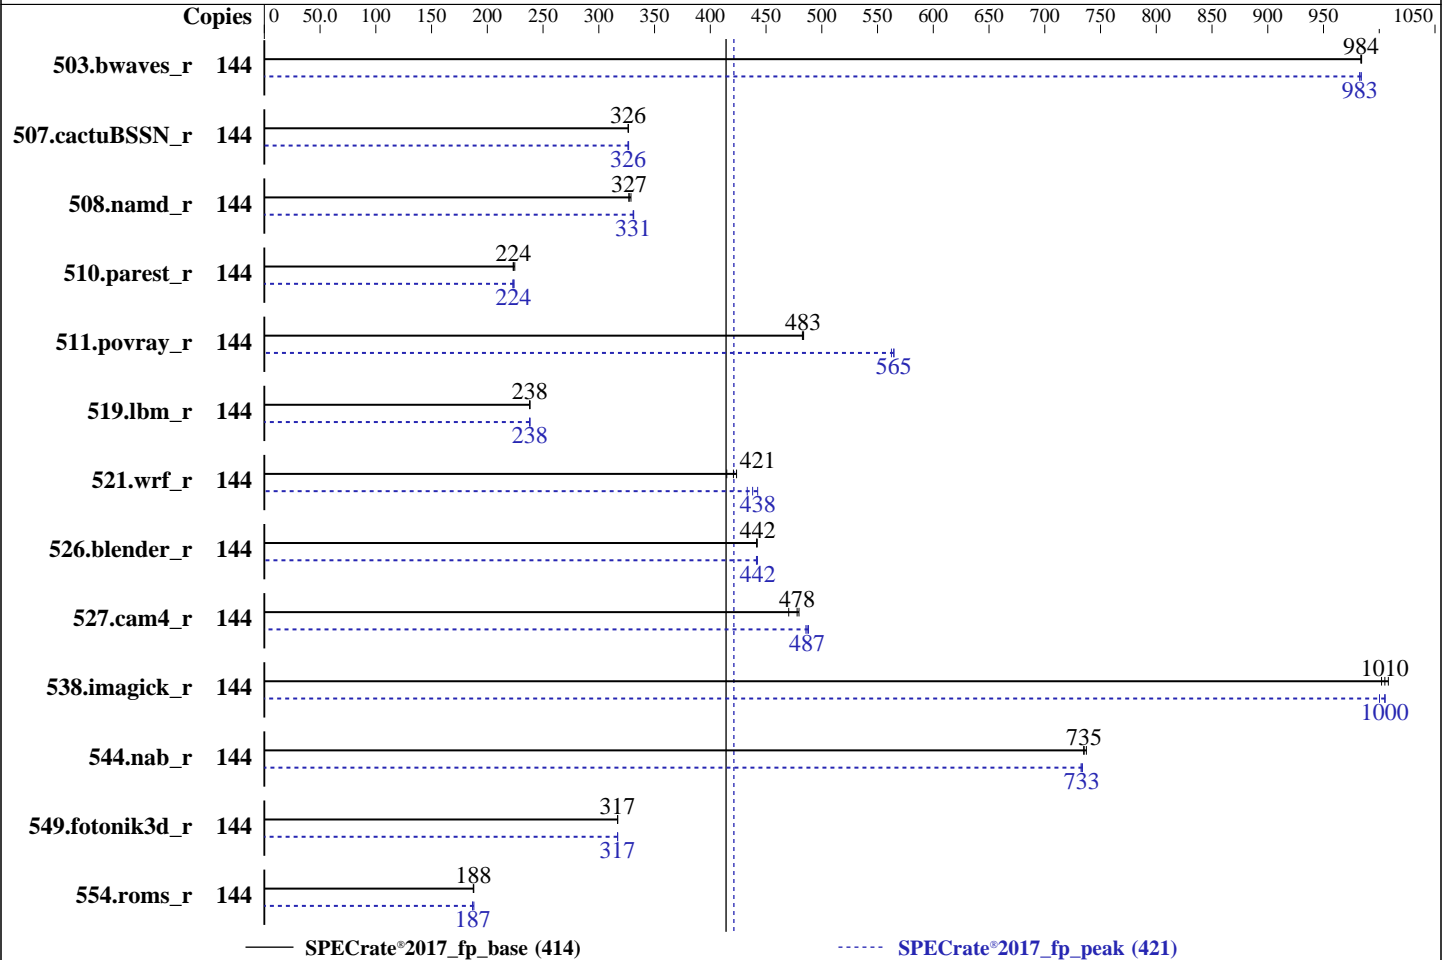 Copies 0 50.0 100 150 200 250 300 350 400 450 500 550 600 650 700 750 800 850 900 950 1050
984
503.bwaves_r 144
983
326
507.cactuBSSN_r 144
326
327
508.namd_r 144
331
224
510.parest_r 144
224
483
511.povray_r 144
565
238
519.lbm_r 144
238
421
521.wrf_r 144
438
442
526.blender_r 144
442
478
527.cam4_r 144
487
1010
538.imagick_r 144
1000
735
544.nab_r 144
733
317
549.fotonik3d_r 144
317
188
554.roms_r 144
187
SPECrate®2017_fp_base (414) SPECrate®2017_fp_peak (421)